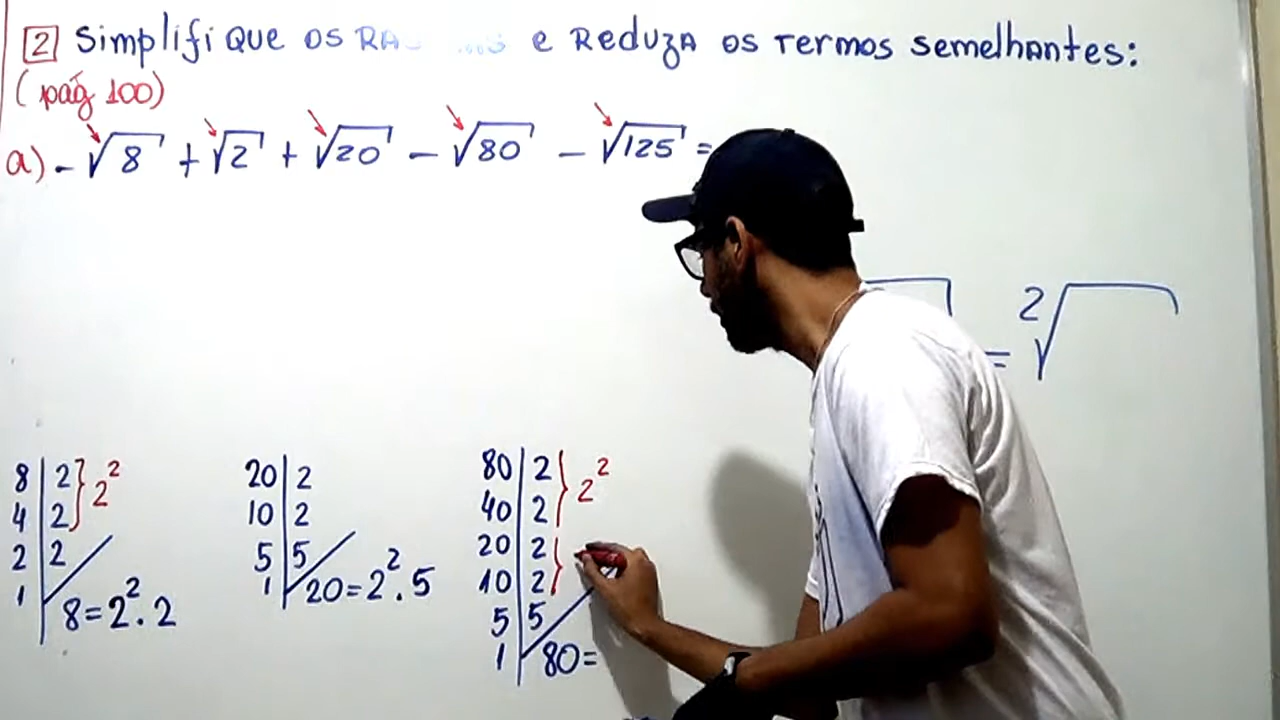 2 Simplifique os RA e Reduza os Termos Semelhantes:
(pág 100)
a) - √8 + √2 + √20 - √80 - √125 =
= ²√
8 | 2 } 2²
4 | 2
2 | 2
1
8 = 2² . 2
20 | 2
10 | 2
5 | 5
1
20 = 2² . 5
80 | 2 } 2²
40 | 2
20 | 2 }
10 | 2
5 | 5
1
80 =